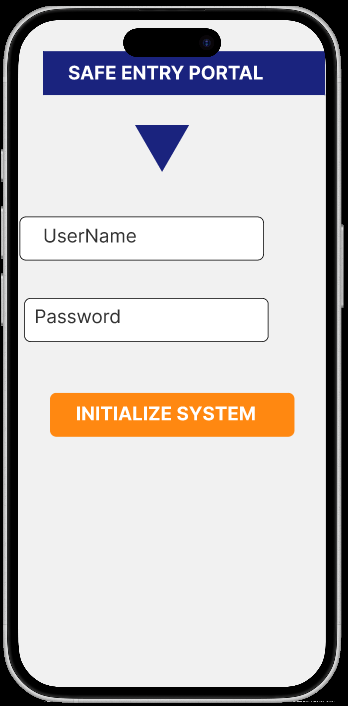 SAFE ENTRY PORTAL
UserName
Password
INITIALIZE SYSTEM